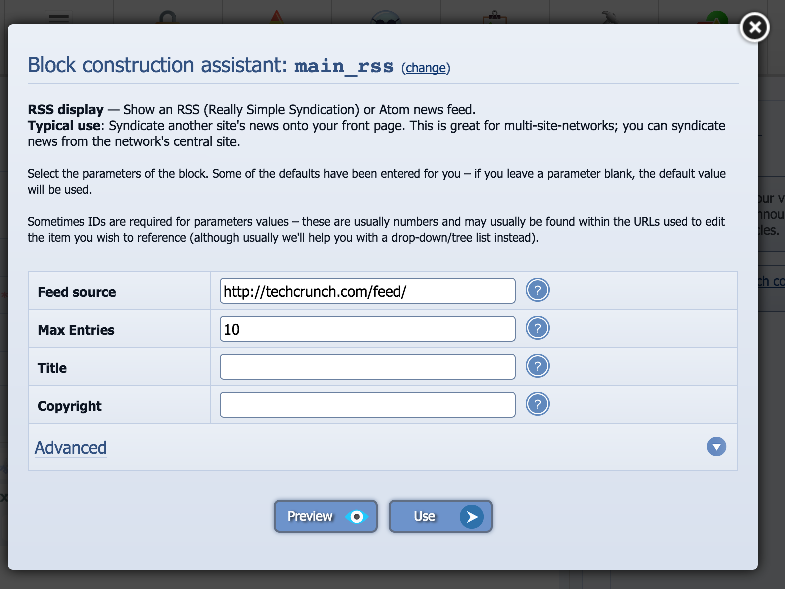 Block construction assistant: main_rss (change)
RSS display — Show an RSS (Really Simple Syndication) or Atom news feed.
Typical use: Syndicate another site's news onto your front page. This is great for multi-site-networks; you can syndicate
news from the network's central site.
Select the parameters of the block. Some of the defaults have been entered for you – if you leave a parameter blank, the default value
will be used.
Sometimes IDs are required for parameters values – these are usually numbers and may usually be found within the URLs used to edit
the item you wish to reference (although usually we'll help you with a drop-down/tree list instead).
Feed source http://techcrunch.com/feed/ ?
Max Entries 10 ?
Title ?
Copyright ?
Advanced
Preview Use